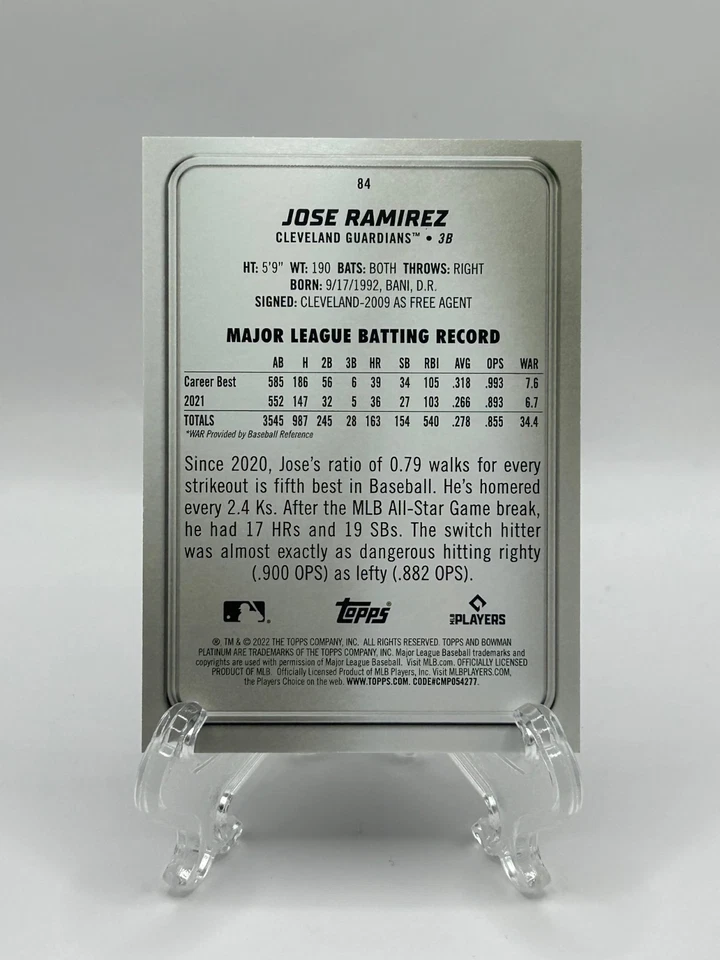 84
JOSE RAMIREZ
CLEVELAND GUARDIANS™ • 3B
HT: 5'9" WT: 190 BATS: BOTH THROWS: RIGHT
BORN: 9/17/1992, BANI, D.R.
SIGNED: CLEVELAND-2009 AS FREE AGENT
MAJOR LEAGUE BATTING RECORD
AB H 2B 3B HR SB RBI AVG OPS WAR
Career Best 585 186 56 6 39 34 105 .318 .993 7.6
2021 552 147 32 5 36 27 103 .266 .893 6.7
TOTALS 3545 987 245 28 163 154 540 .278 .855 34.4
*WAR Provided by Baseball Reference
Since 2020, Jose's ratio of 0.79 walks for every
strikeout is fifth best in Baseball. He's homered
every 2.4 Ks. After the MLB All-Star Game break,
he had 17 HRs and 19 SBs. The switch hitter
was almost exactly as dangerous hitting righty
(.900 OPS) as lefty (.882 OPS).
topps® MLB PLAYERS
®, TM & © 2022 THE TOPPS COMPANY, INC. ALL RIGHTS RESERVED. TOPPS AND BOWMAN
PLATINUM ARE TRADEMARKS OF THE TOPPS COMPANY, INC. Major League Baseball trademarks and
copyrights are used with permission of Major League Baseball. Visit MLB.com. OFFICIALLY LICENSED
PRODUCT OF MLB. Officially Licensed Product of MLB Players, Inc. Visit MLBPLAYERS.COM,
the Players Choice on the web. WWW.TOPPS.COM. CODE#CMP054277.